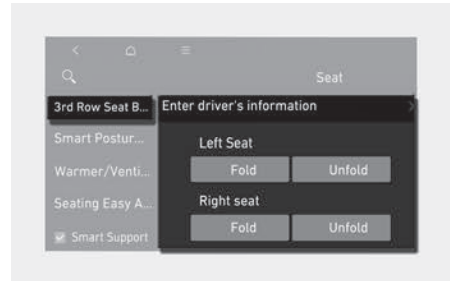 Seat
3rd Row Seat B...
Enter driver's information
Smart Postur...
Left Seat
Fold Unfold
Warmer/Venti...
Seating Easy A...
Right seat
Fold Unfold
Smart Support